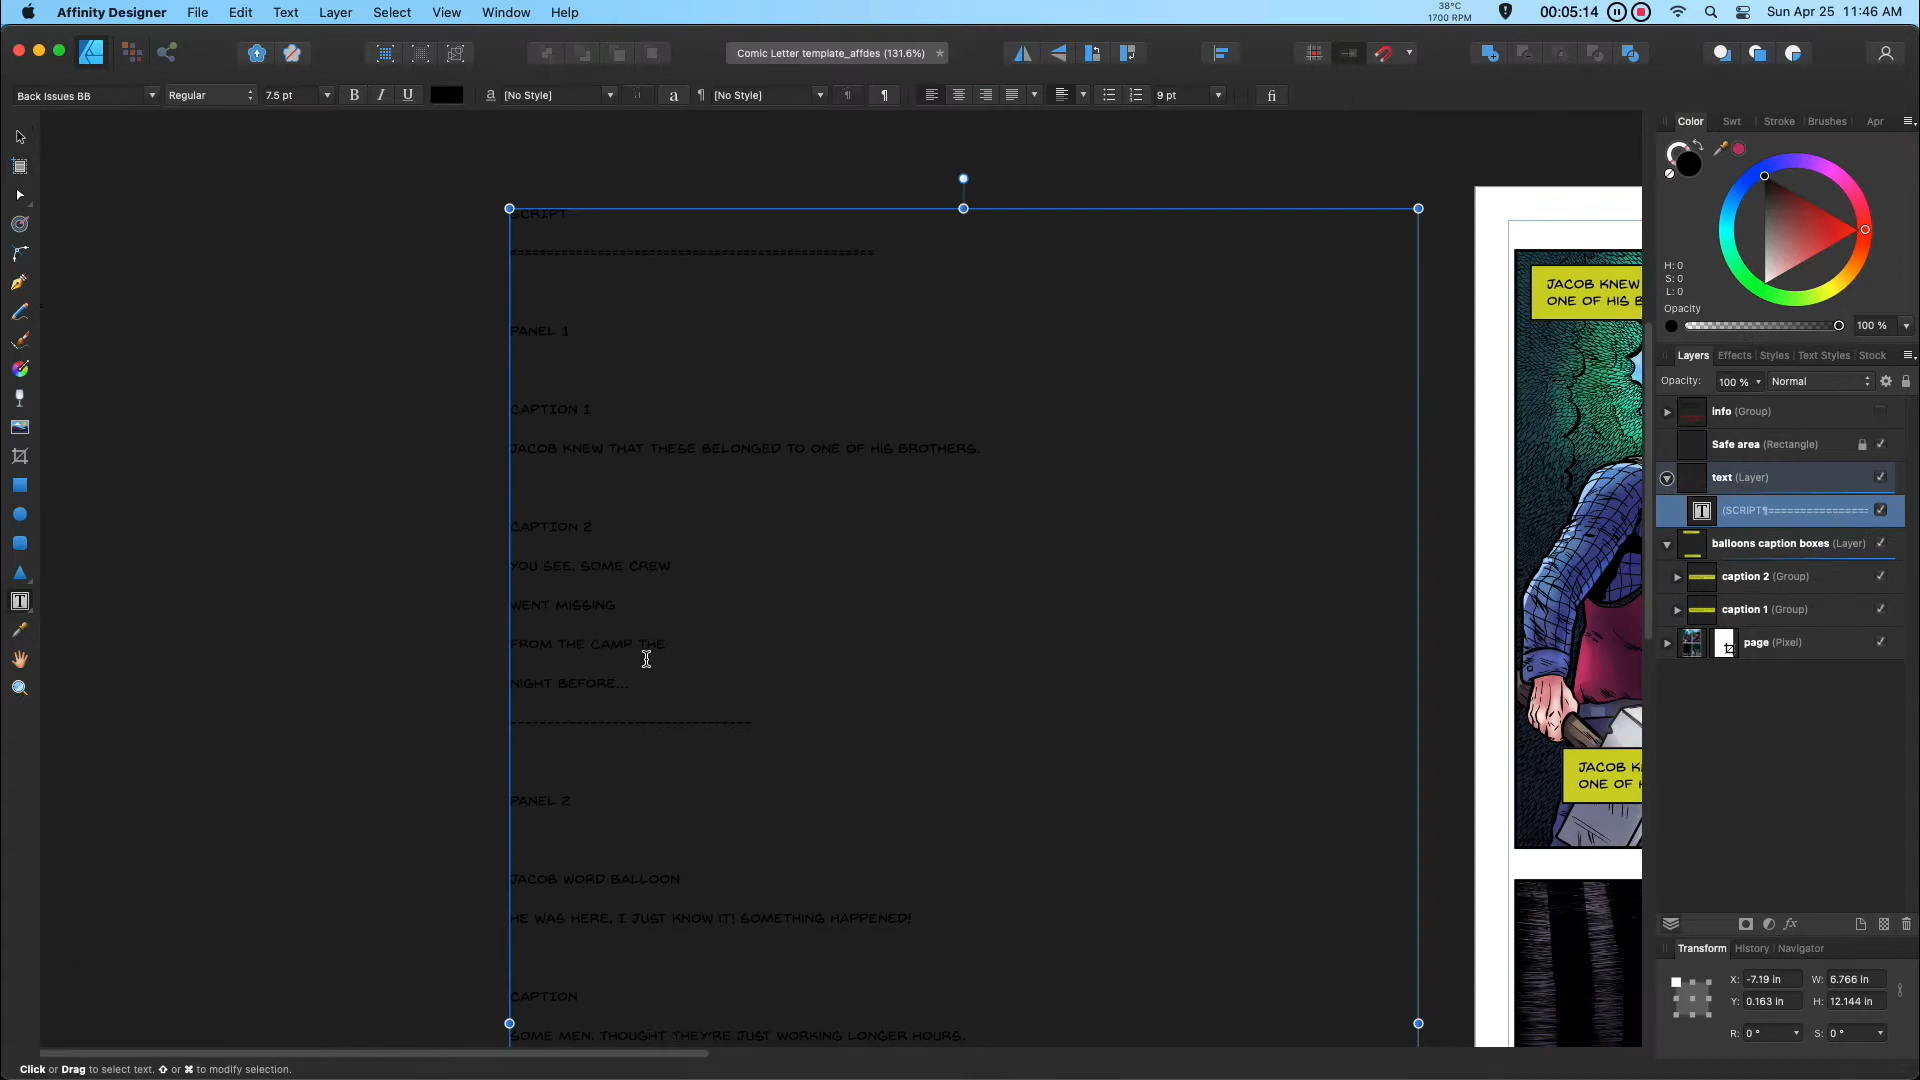 Affinity Designer File Edit Text Layer Select View Window Help
38°C
1700 RPM
00:05:14
Sun Apr 25 11:46 AM
Comic Letter template_affdes (131.6%)
Back Issues BB Regular 7.5 pt B I U a [No Style] a ¶ [No Style] ¶ ¶ 9 pt fi
SCRIPT
==================================================
PANEL 1
CAPTION 1
JACOB KNEW THAT THESE BELONGED TO ONE OF HIS BROTHERS.
CAPTION 2
YOU SEE, SOME CREW
WENT MISSING
FROM THE CAMP THE
NIGHT BEFORE...
--------------------------------
PANEL 2
JACOB WORD BALLOON
HE WAS HERE, I JUST KNOW IT! SOMETHING HAPPENED!
CAPTION
SOME MEN, THOUGHT THEY'RE JUST WORKING LONGER HOURS.
JACOB KNEW
ONE OF HIS B
JACOB K
ONE OF H
Color Swt Stroke Brushes Apr
H: 0
S: 0
L: 0
Opacity
100 %
Layers Effects Styles Text Styles Stock
Opacity: 100 % Normal
info (Group)
Safe area (Rectangle)
text (Layer)
T (SCRIPT¶================
balloons caption boxes (Layer)
caption 2 (Group)
caption 1 (Group)
page (Pixel)
fx
Transform History Navigator
X: -7.19 in W: 6.766 in
Y: 0.163 in H: 12.144 in
R: 0 ° S: 0 °
Click or Drag to select text. ⇧ or ⌘ to modify selection.